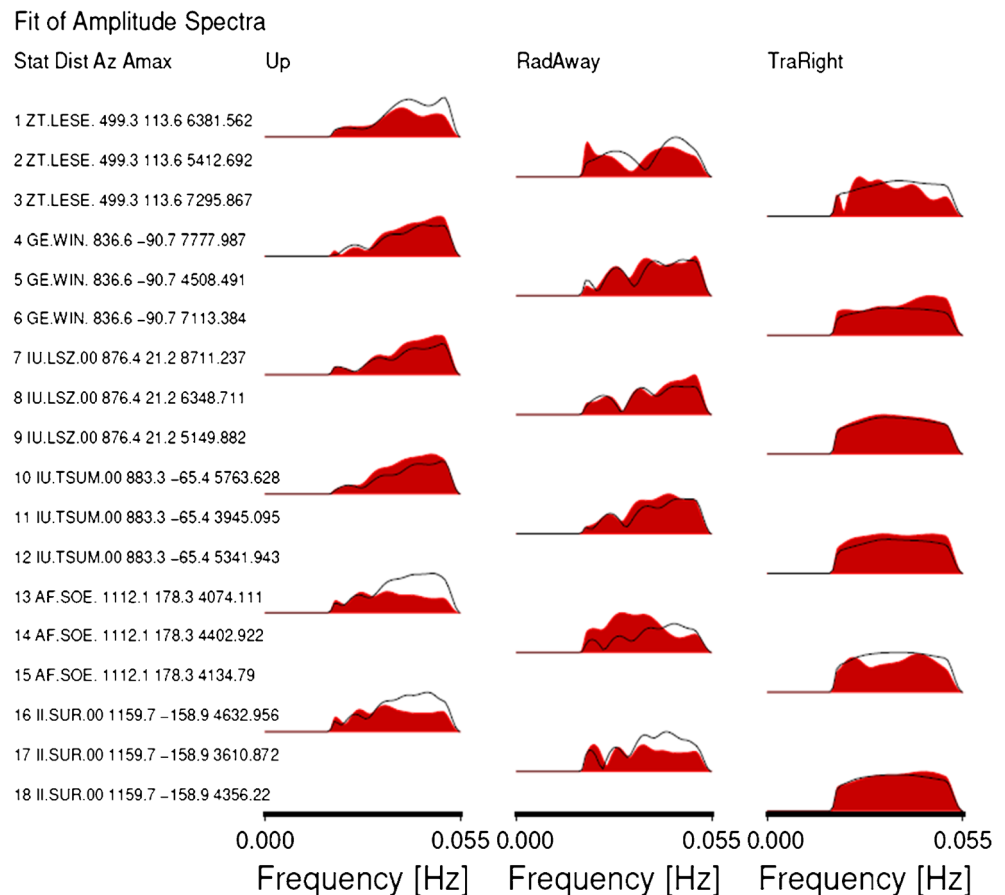 Fit of Amplitude Spectra
Stat Dist Az Amax Up RadAway TraRight
1 ZT.LESE. 499.3 113.6 6381.562
2 ZT.LESE. 499.3 113.6 5412.692
3 ZT.LESE. 499.3 113.6 7295.867
4 GE.WIN. 836.6 −90.7 7777.987
5 GE.WIN. 836.6 −90.7 4508.491
6 GE.WIN. 836.6 −90.7 7113.384
7 IU.LSZ.00 876.4 21.2 8711.237
8 IU.LSZ.00 876.4 21.2 6348.711
9 IU.LSZ.00 876.4 21.2 5149.882
10 IU.TSUM.00 883.3 −65.4 5763.628
11 IU.TSUM.00 883.3 −65.4 3945.095
12 IU.TSUM.00 883.3 −65.4 5341.943
13 AF.SOE. 1112.1 178.3 4074.111
14 AF.SOE. 1112.1 178.3 4402.922
15 AF.SOE. 1112.1 178.3 4134.79
16 II.SUR.00 1159.7 −158.9 4632.956
17 II.SUR.00 1159.7 −158.9 3610.872
18 II.SUR.00 1159.7 −158.9 4356.22
0.000 0.055 0.000 0.055 0.000 0.055
Frequency [Hz] Frequency [Hz] Frequency [Hz]